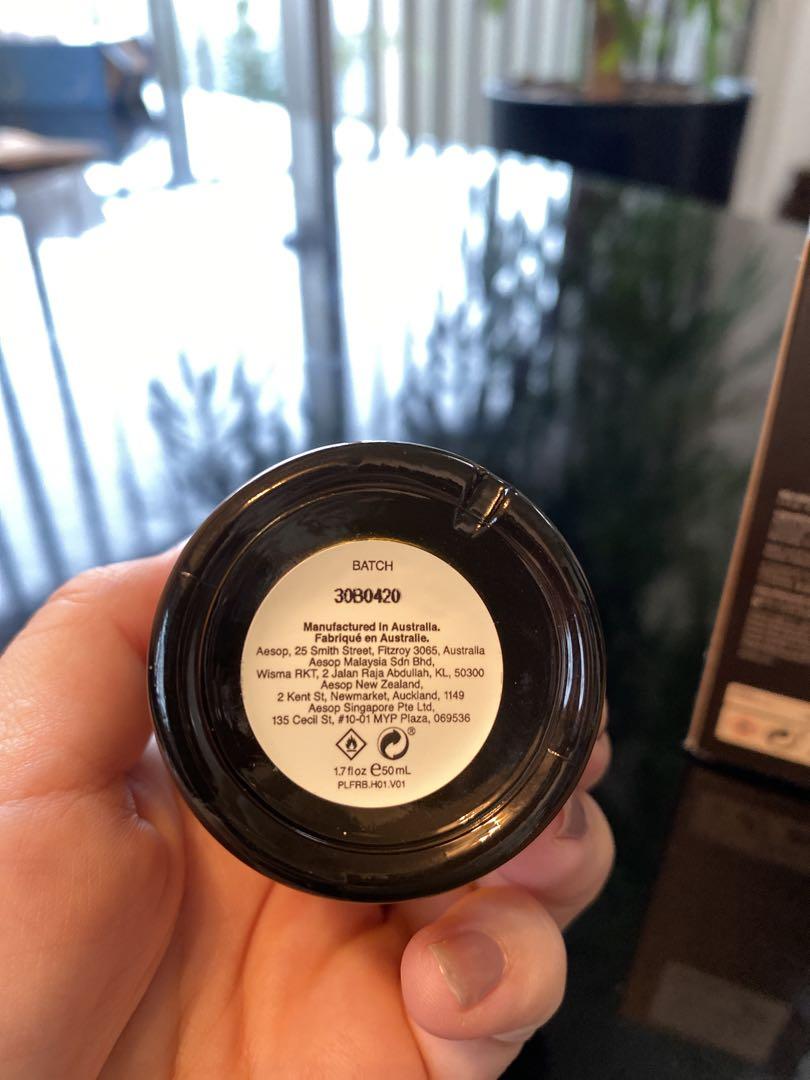 BATCH
30B0420
Manufactured in Australia.
Fabriqué en Australie.
Aesop, 25 Smith Street, Fitzroy 3065, Australia
Aesop Malaysia Sdn Bhd,
Wisma RKT, 2 Jalan Raja Abdullah, KL, 50300
Aesop New Zealand,
2 Kent St, Newmarket, Auckland, 1149
Aesop Singapore Pte Ltd,
135 Cecil St, #10-01 MYP Plaza, 069536
®
1.7 fl oz ℮50 mL
PLFRB.H01.V01